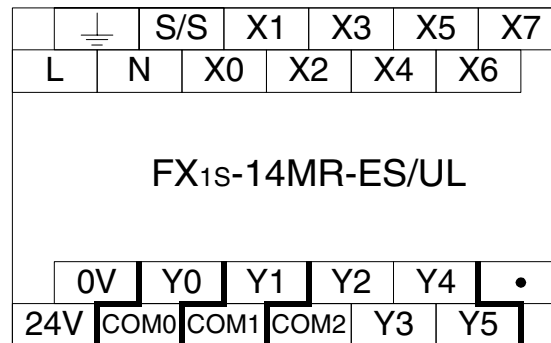 ⏚ S/S X1 X3 X5 X7
L N X0 X2 X4 X6
FX1S-14MR-ES/UL
0V Y0 Y1 Y2 Y4 •
24V COM0 COM1 COM2 Y3 Y5